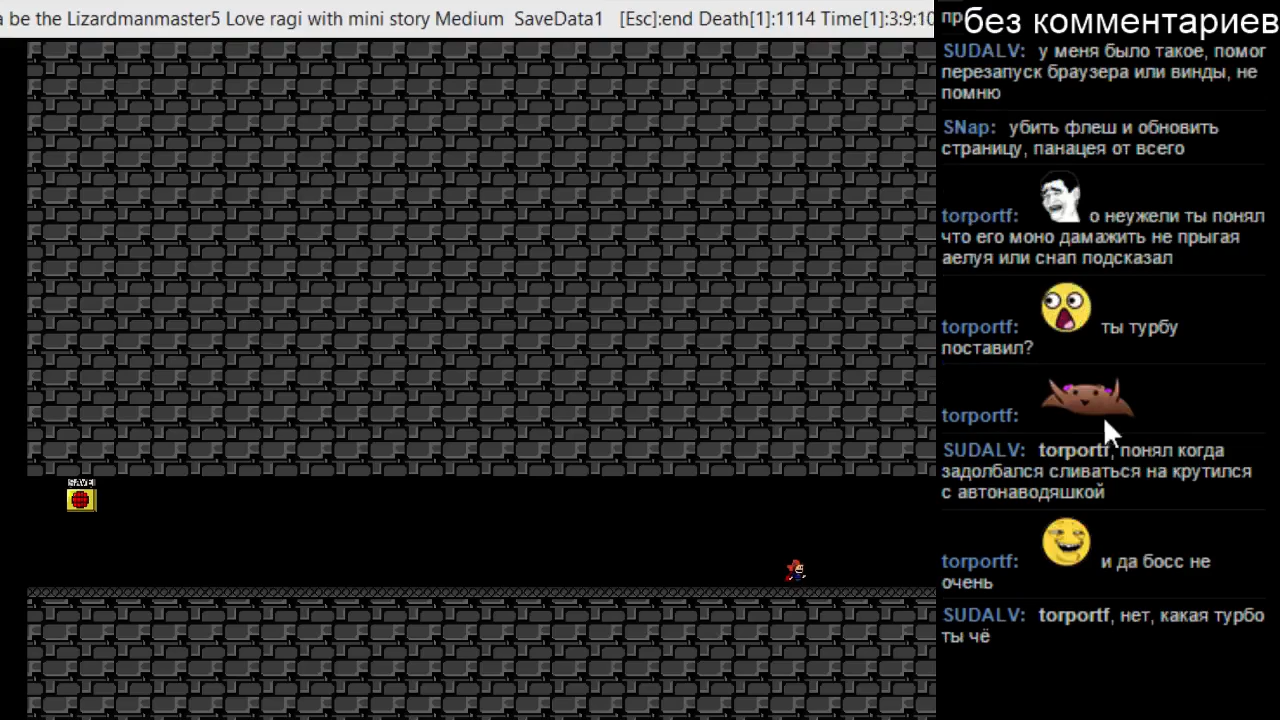 a be the Lizardmanmaster5 Love ragi with mini story Medium SaveData1 [Esc]:end Death[1]:1114 Time[1]:3:9:10
без комментариев
SUDALV: у меня было такое, помог
перезапуск браузера или винды, не
помню
SNap: убить флеш и обновить
страницу, панацея от всего
torportf: о неужели ты понял
что его моно дамажить не прыгая
аелуя или снап подсказал
torportf: ты турбу
поставил?
torportf:
SUDALV: torportf, понял когда
задолбался сливаться на крутился
с автонаводяшкой
torportf: и да босс не
очень
SUDALV: torportf, нет, какая турбо
ты чё
SAVE!